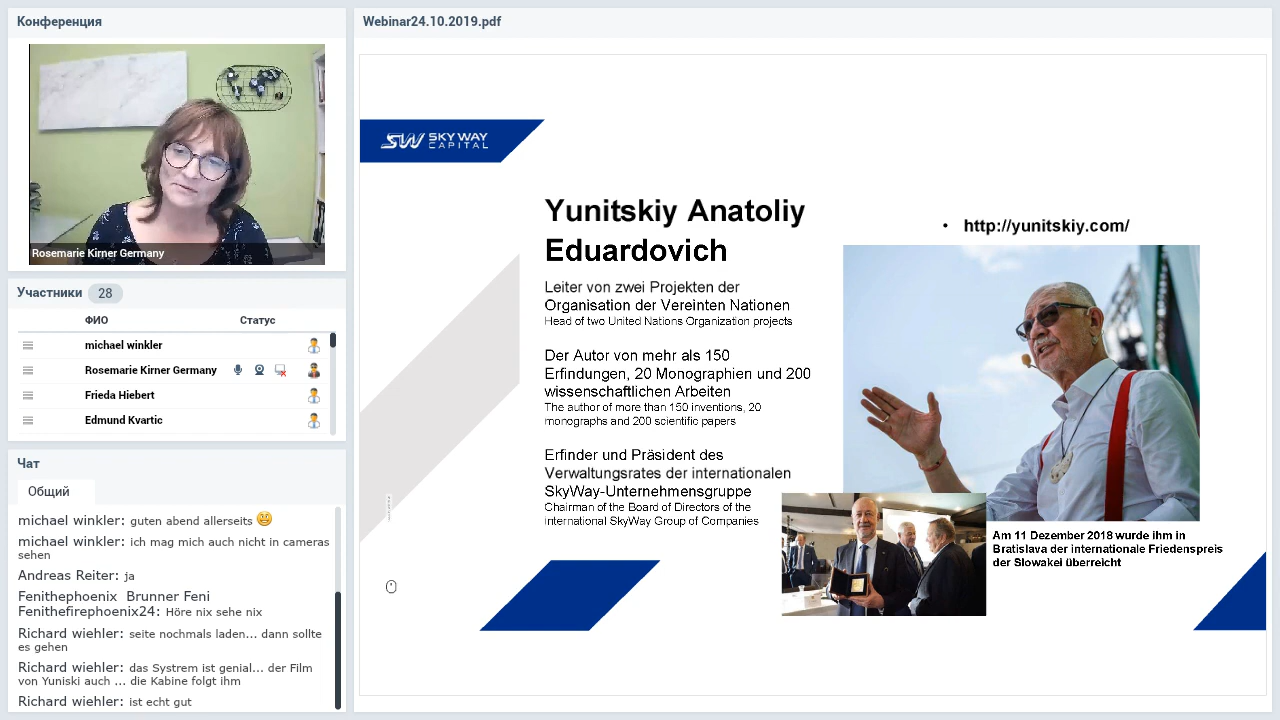 Конференция
Rosemarie Kirner Germany
Участники 28
ФИО Статус
michael winkler
Rosemarie Kirner Germany
Frieda Hiebert
Edmund Kvartic
Чат
Общий
michael winkler: guten abend allerseits
michael winkler: ich mag mich auch nicht in cameras
sehen
Andreas Reiter: ja
Fenithephoenix Brunner Feni
Fenithefirephoenix24: Höre nix sehe nix
Richard wiehler: seite nochmals laden... dann sollte
es gehen
Richard wiehler: das Systrem ist genial... der Film
von Yuniski auch ... die Kabine folgt ihm
Richard wiehler: ist echt gut
Webinar24.10.2019.pdf
SW SKY WAY
CAPITAL
Yunitskiy Anatoliy
Eduardovich
Leiter von zwei Projekten der
Organisation der Vereinten Nationen
Head of two United Nations Organization projects
Der Autor von mehr als 150
Erfindungen, 20 Monographien und 200
wissenschaftlichen Arbeiten
The author of more than 150 inventions, 20
monographs and 200 scientific papers
Erfinder und Präsident des
Verwaltungsrates der internationalen
SkyWay-Unternehmensgruppe
Chairman of the Board of Directors of the
international SkyWay Group of Companies
• http://yunitskiy.com/
Am 11 Dezember 2018 wurde ihm in
Bratislava der internationale Friedenspreis
der Slowakei überreicht